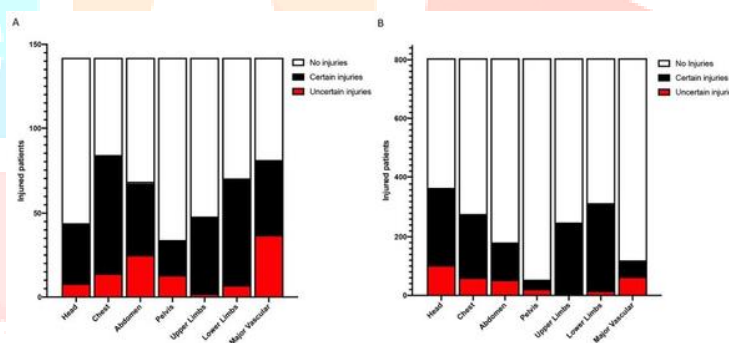 A
150
100
50
0
Injured patients
No injuries
Certain injuries
Uncertain injuries
Head
Chest
Abdomen
Pelvis
Upper Limbs
Lower Limbs
Major Vascular
B
800
600
400
200
0
Injured patients
No Injuries
Certain injuries
Uncertain injurie
Head
Chest
Abdomen
Pelvis
Upper Limbs
Lower Limbs
Major Vascular